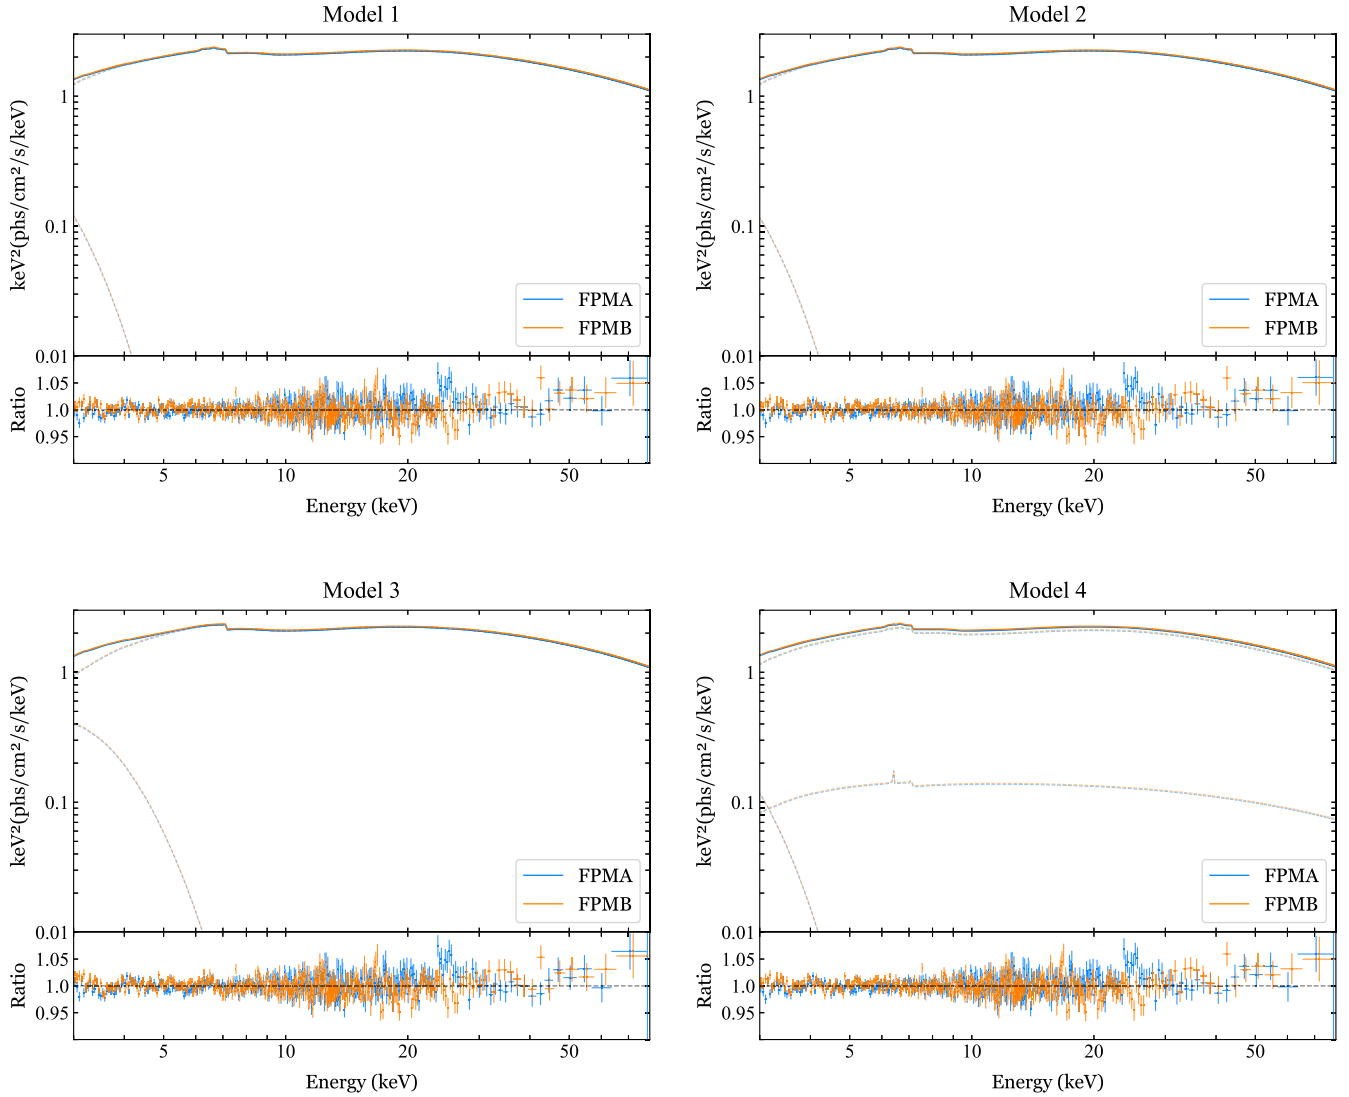 Model 1
keV²(phs/cm²/s/keV)
1
0.1
0.01
FPMA
FPMB
Ratio
1.05
1.0
0.95
5 10 20 50
Energy (keV)
Model 2
keV²(phs/cm²/s/keV)
1
0.1
0.01
FPMA
FPMB
Ratio
1.05
1.0
0.95
5 10 20 50
Energy (keV)
Model 3
keV²(phs/cm²/s/keV)
1
0.1
0.01
FPMA
FPMB
Ratio
1.05
1.0
0.95
5 10 20 50
Energy (keV)
Model 4
keV²(phs/cm²/s/keV)
1
0.1
0.01
FPMA
FPMB
Ratio
1.05
1.0
0.95
5 10 20 50
Energy (keV)